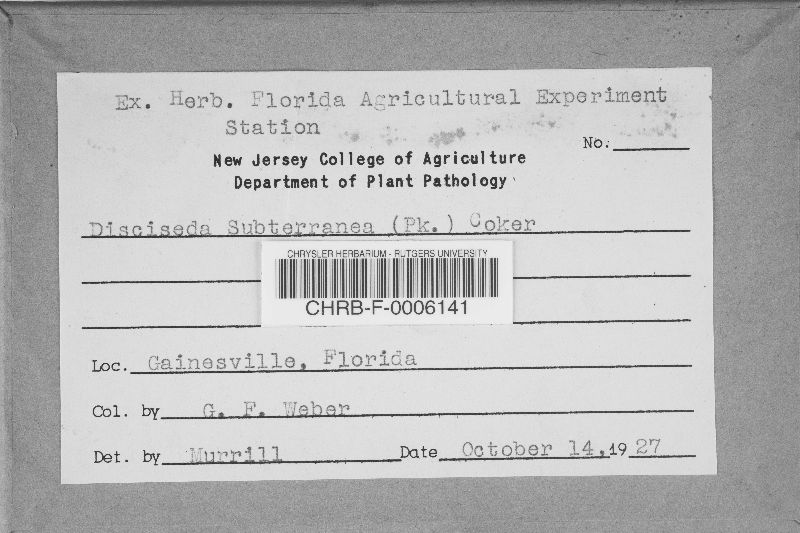 Ex. Herb. Florida Agricultural Experiment
Station
No.
New Jersey College of Agriculture
Department of Plant Pathology
Disciseda Subterranea (Pk.) Coker
CHRYSLER HERBARIUM - RUTGERS UNIVERSITY
CHRB-F-0006141
Loc. Gainesville, Florida
Col. by G. F. Weber
Det. by Murrill Date October 14, 1927